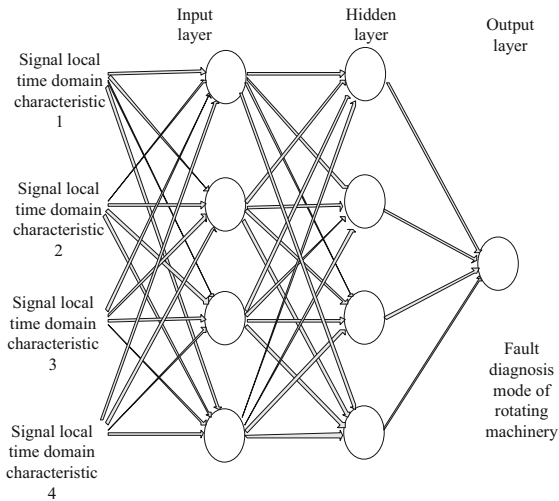 Input
layer
Hidden
layer
Output
layer
Signal local
time domain
characteristic
1
Signal local
time domain
characteristic
2
Signal local
time domain
characteristic
3
Signal local
time domain
characteristic
4
Fault
diagnosis
mode of
rotating
machinery